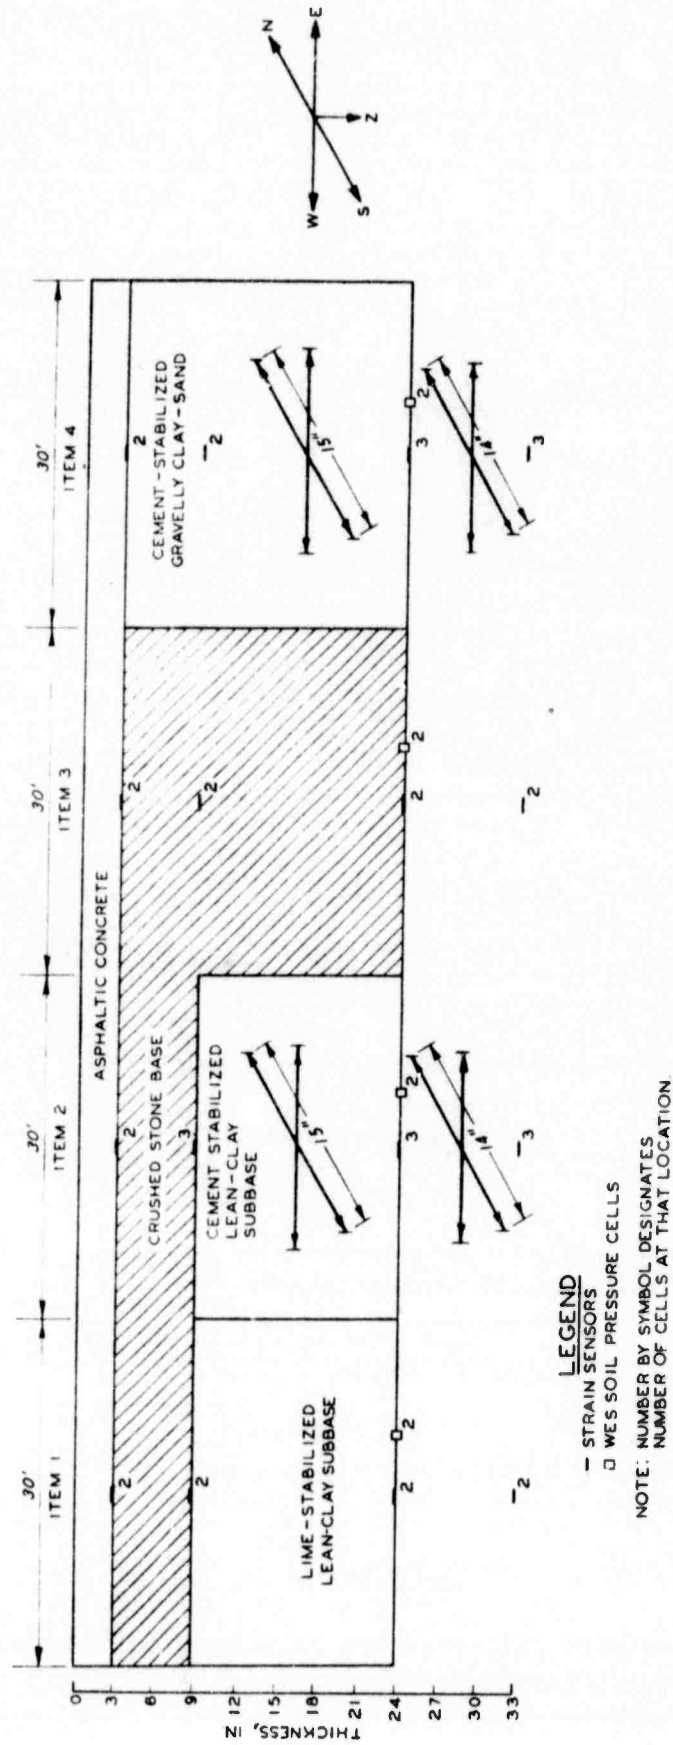 30'
ITEM 1
30'
ITEM 2
30'
ITEM 3
30'
ITEM 4
N
E
W
S
Z
ASPHALTIC CONCRETE
CRUSHED STONE BASE
LIME-STABILIZED
LEAN-CLAY SUBBASE
CEMENT STABILIZED
LEAN-CLAY
SUBBASE
CEMENT-STABILIZED
GRAVELLY CLAY-SAND
THICKNESS, IN
0
3
6
9
12
15
18
21
24
27
30
33
2
2
2
2
2
2
3
15"
3
2
14"
3
2
2
2
2
2
2
2
15"
3
2
14"
3
LEGEND
– STRAIN SENSORS
□ WES SOIL PRESSURE CELLS
NOTE: NUMBER BY SYMBOL DESIGNATES
NUMBER OF CELLS AT THAT LOCATION.